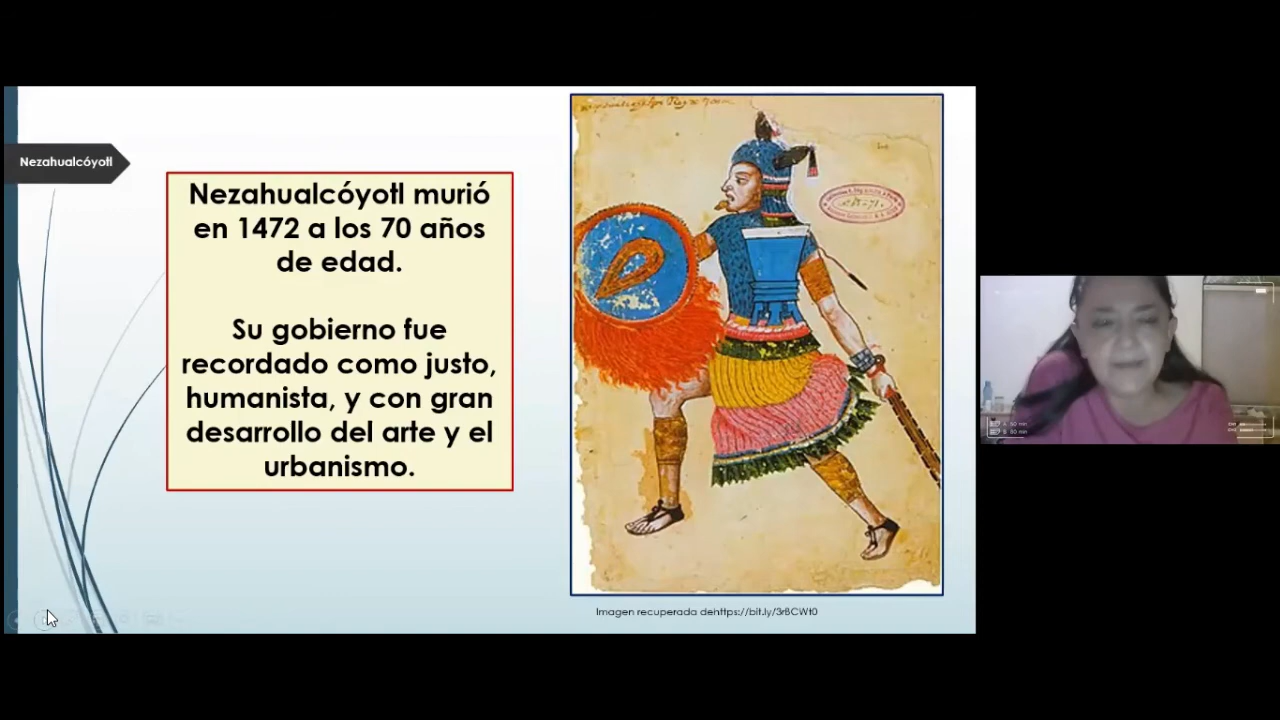 Nezahualcóyotl
Nezahualcóyotl murió
en 1472 a los 70 años
de edad.
Su gobierno fue
recordado como justo,
humanista, y con gran
desarrollo del arte y el
urbanismo.
Imagen recuperada dehttps://bit.ly/3rBCWt0